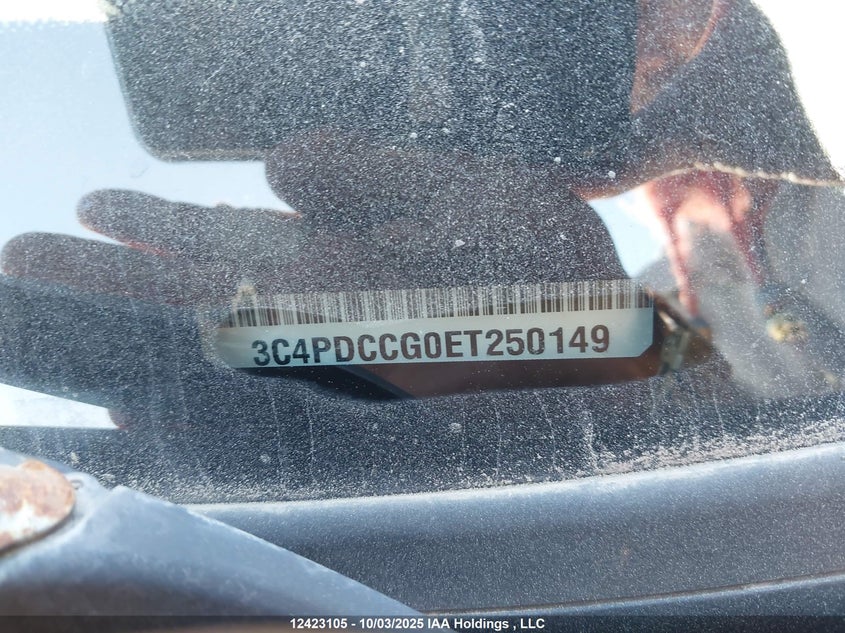 3C4PDCCG0ET250149
12423105 - 10/03/2025 IAA Holdings , LLC